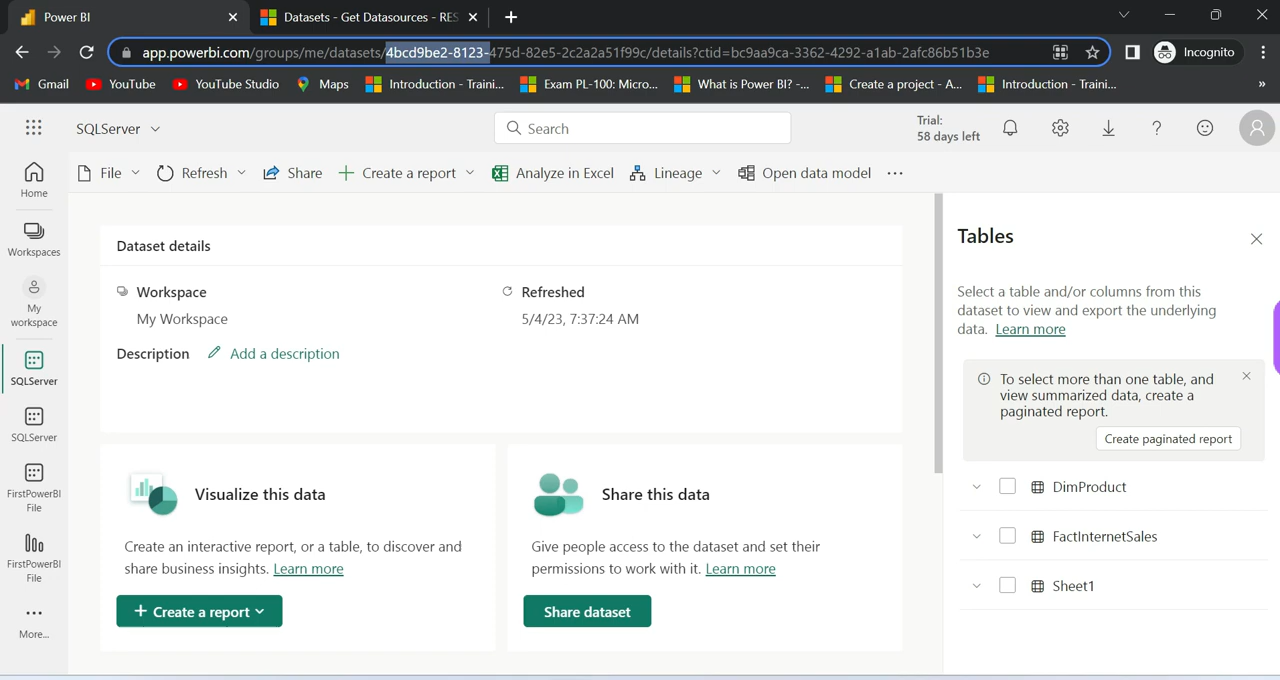 Power BI
Datasets - Get Datasources - RES
app.powerbi.com/groups/me/datasets/4bcd9be2-8123-475d-82e5-2c2a2a51f99c/details?ctid=bc9aa9ca-3362-4292-a1ab-2afc86b51b3e
Incognito
Gmail
YouTube
YouTube Studio
Maps
Introduction - Traini...
Exam PL-100: Micro...
What is Power BI? -...
Create a project - A...
Introduction - Traini...
»
SQLServer
Search
Trial:
58 days left
File
Refresh
Share
Create a report
Analyze in Excel
Lineage
Open data model
...
Home
Workspaces
My
workspace
SQLServer
SQLServer
FirstPowerBI
File
FirstPowerBI
File
More...
Dataset details
Workspace
My Workspace
Refreshed
5/4/23, 7:37:24 AM
Description
Add a description
Visualize this data
Create an interactive report, or a table, to discover and
share business insights. Learn more
+ Create a report
Share this data
Give people access to the dataset and set their
permissions to work with it. Learn more
Share dataset
Tables
Select a table and/or columns from this
dataset to view and export the underlying
data. Learn more
To select more than one table, and
view summarized data, create a
paginated report.
Create paginated report
DimProduct
FactInternetSales
Sheet1